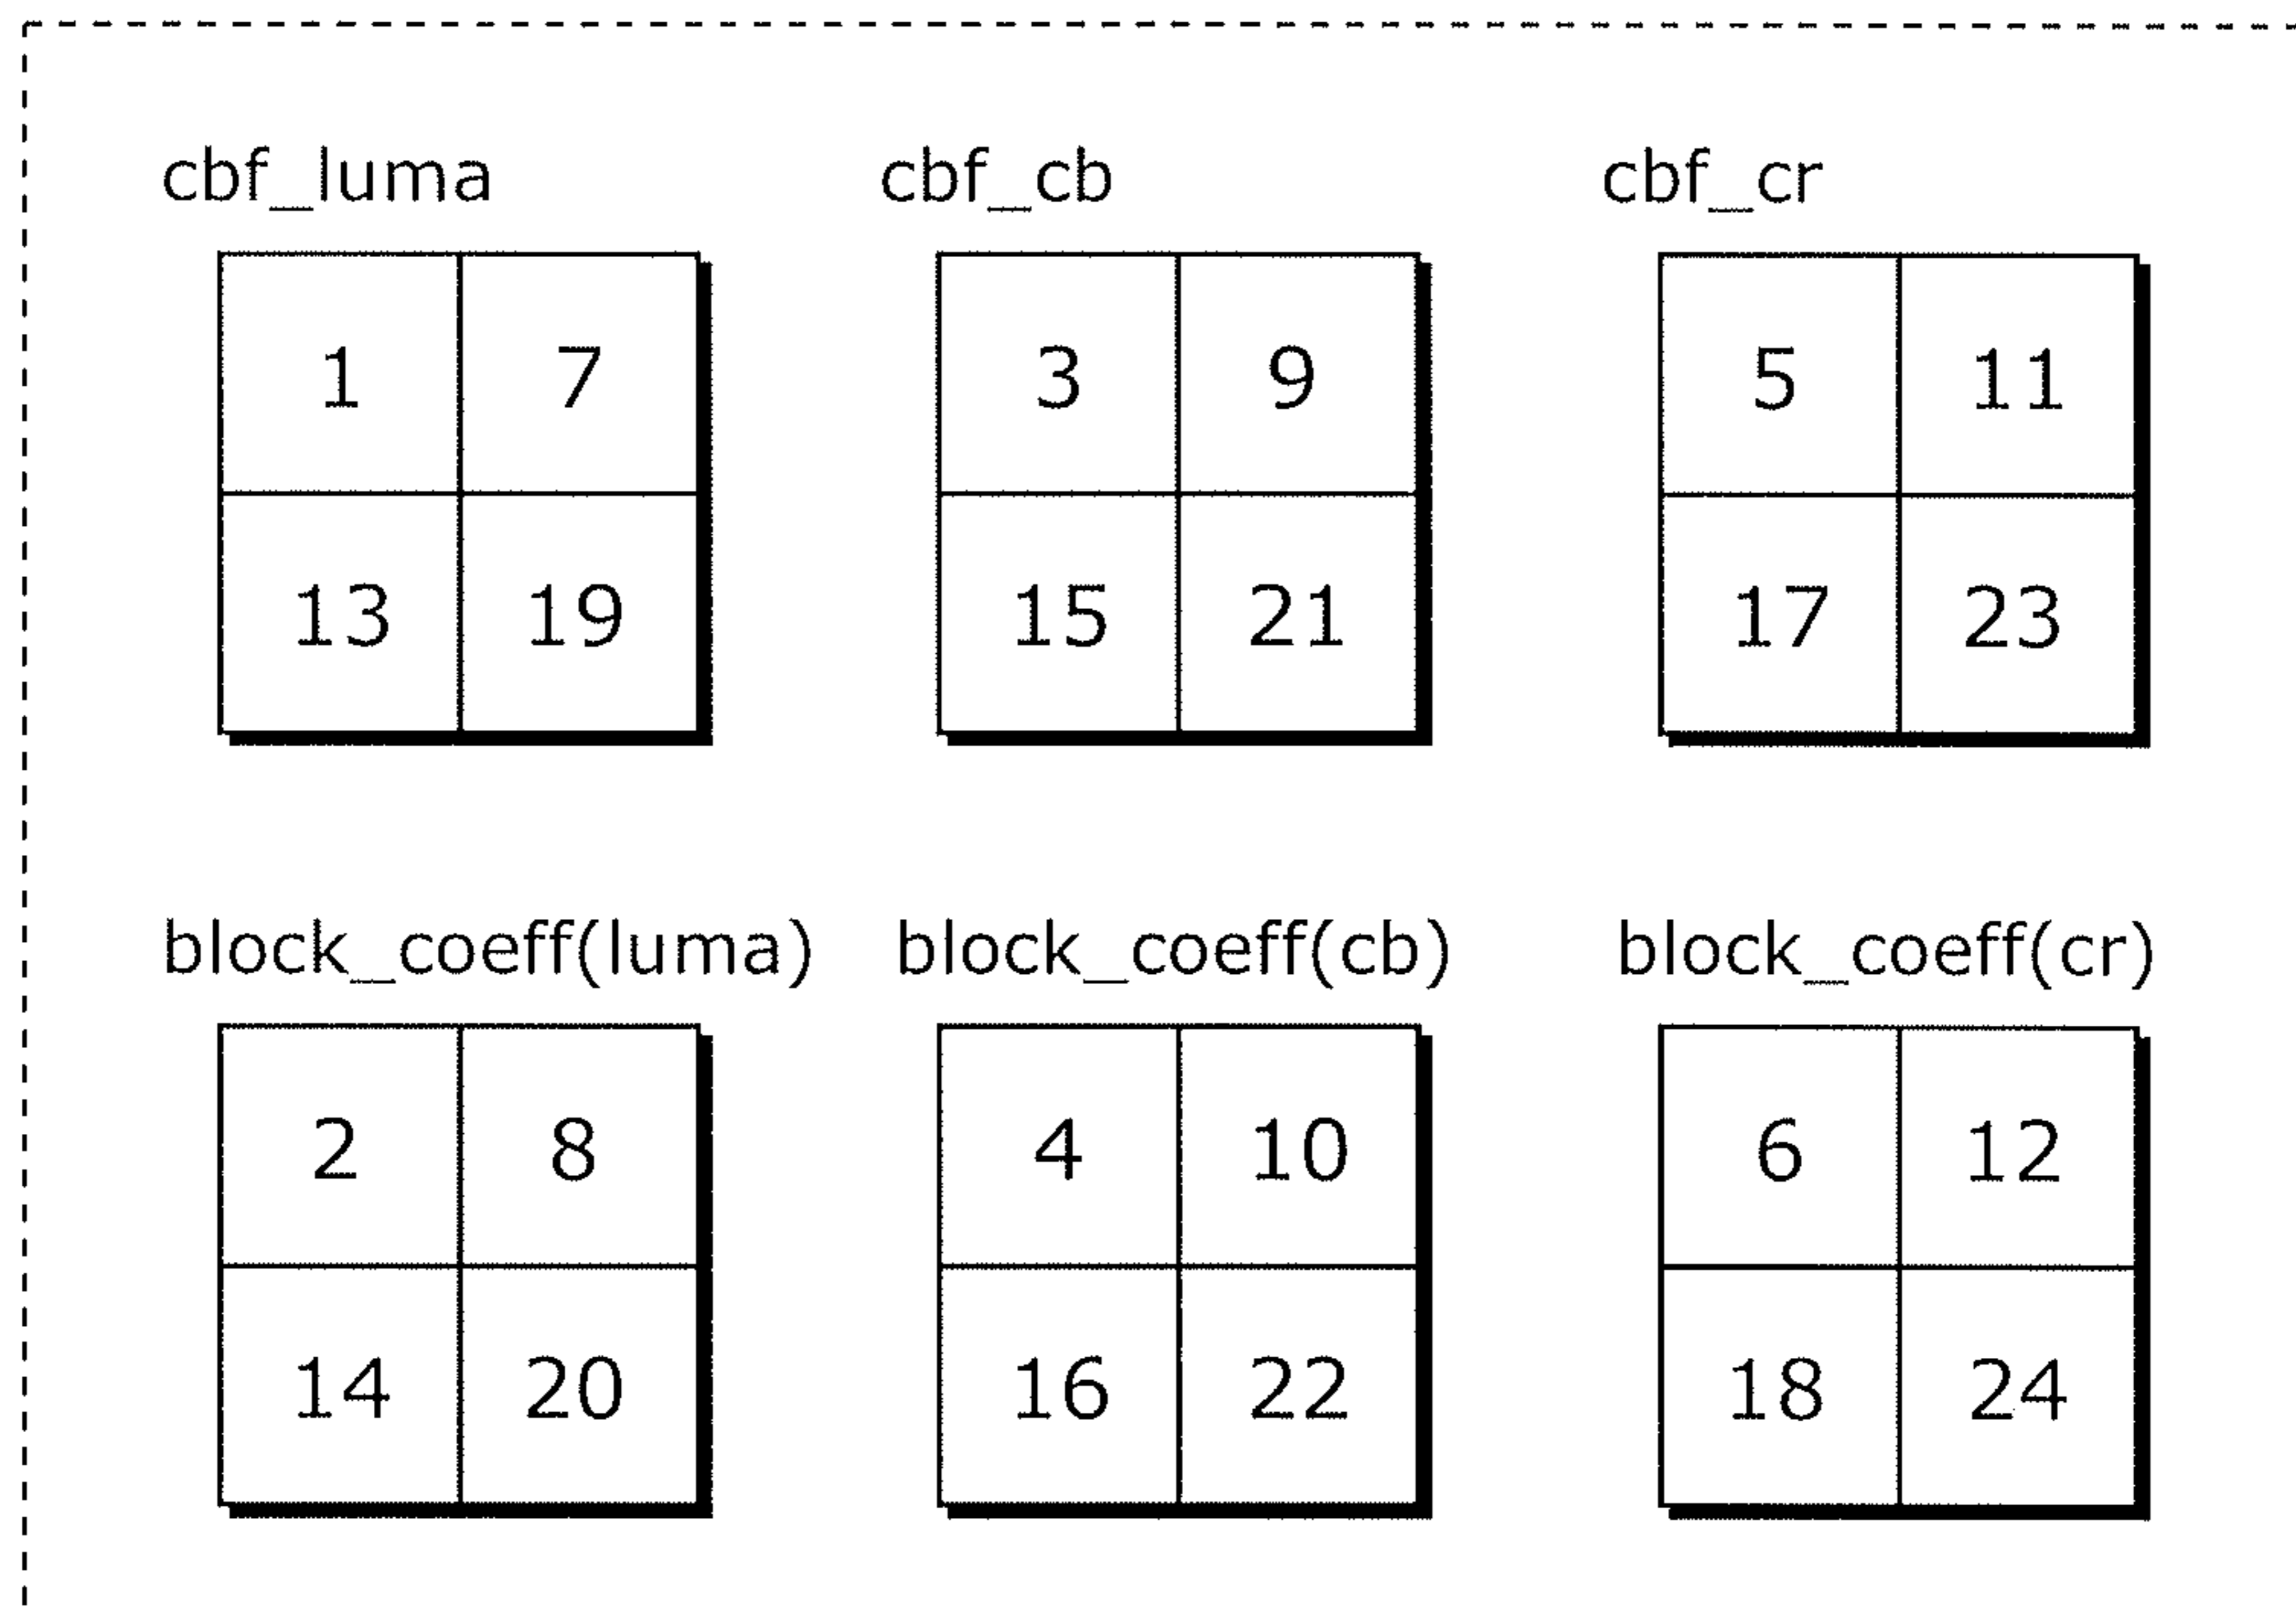 cbf_luma cbf_cb cbf_cr
1 7 3 9 5 11
13 19 15 21 17 23
block_coeff(luma) block_coeff(cb) block_coeff(cr)
2 8 4 10 6 12
14 20 16 22 18 24